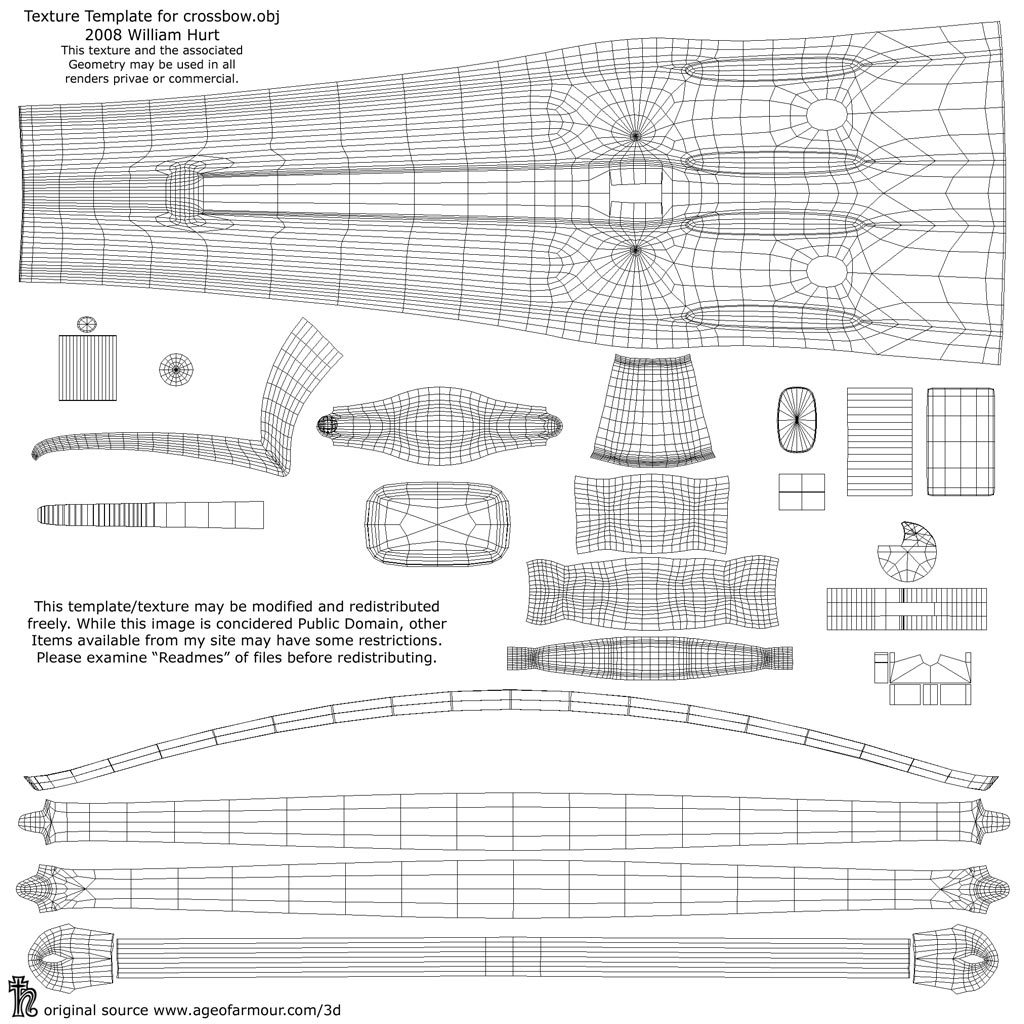 Texture Template for crossbow.obj
2008 William Hurt
This texture and the associated
Geometry may be used in all
renders privae or commercial.
This template/texture may be modified and redistributed
freely. While this image is concidered Public Domain, other
Items available from my site may have some restrictions.
Please examine “Readmes” of files before redistributing.
original source www.ageofarmour.com/3d